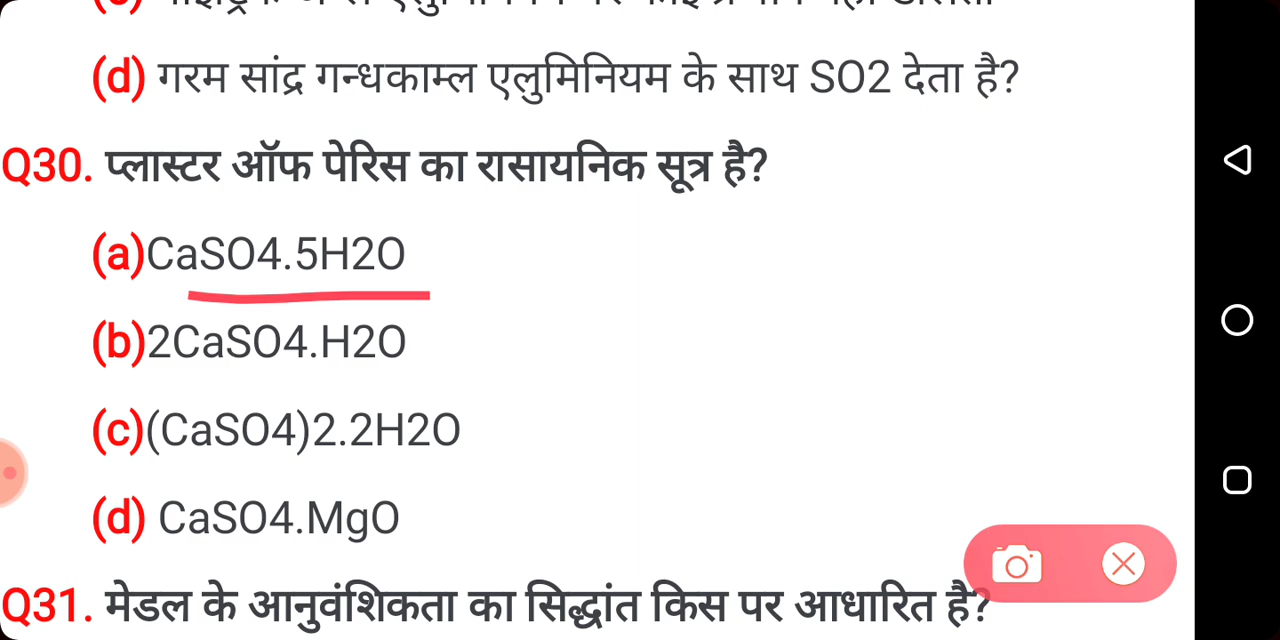 (d) गरम सांद्र गन्धकाम्ल एलुमिनियम के साथ SO2 देता है?
Q30. प्लास्टर ऑफ पेरिस का रासायनिक सूत्र है?
(a)CaSO4.5H2O
(b)2CaSO4.H2O
(c)(CaSO4)2.2H2O
(d) CaSO4.MgO
Q31. मेडल के आनुवंशिकता का सिद्धांत किस पर आधारित है?